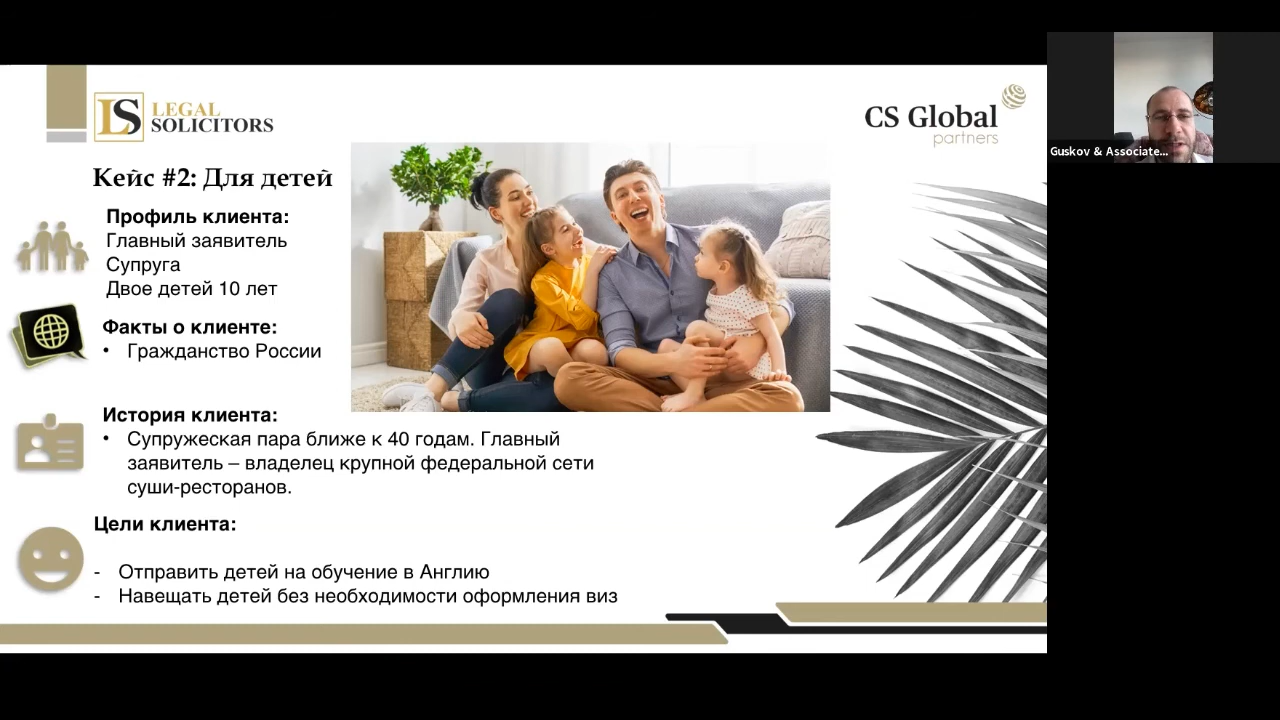 LS LEGAL
SOLICITORS
CS Global
partners
Guskov & Associate...
Кейс #2: Для детей
Профиль клиента:
Главный заявитель
Супруга
Двое детей 10 лет
Факты о клиенте:
• Гражданство России
История клиента:
• Супружеская пара ближе к 40 годам. Главный
заявитель – владелец крупной федеральной сети
суши-ресторанов.
Цели клиента:
- Отправить детей на обучение в Англию
- Навещать детей без необходимости оформления виз